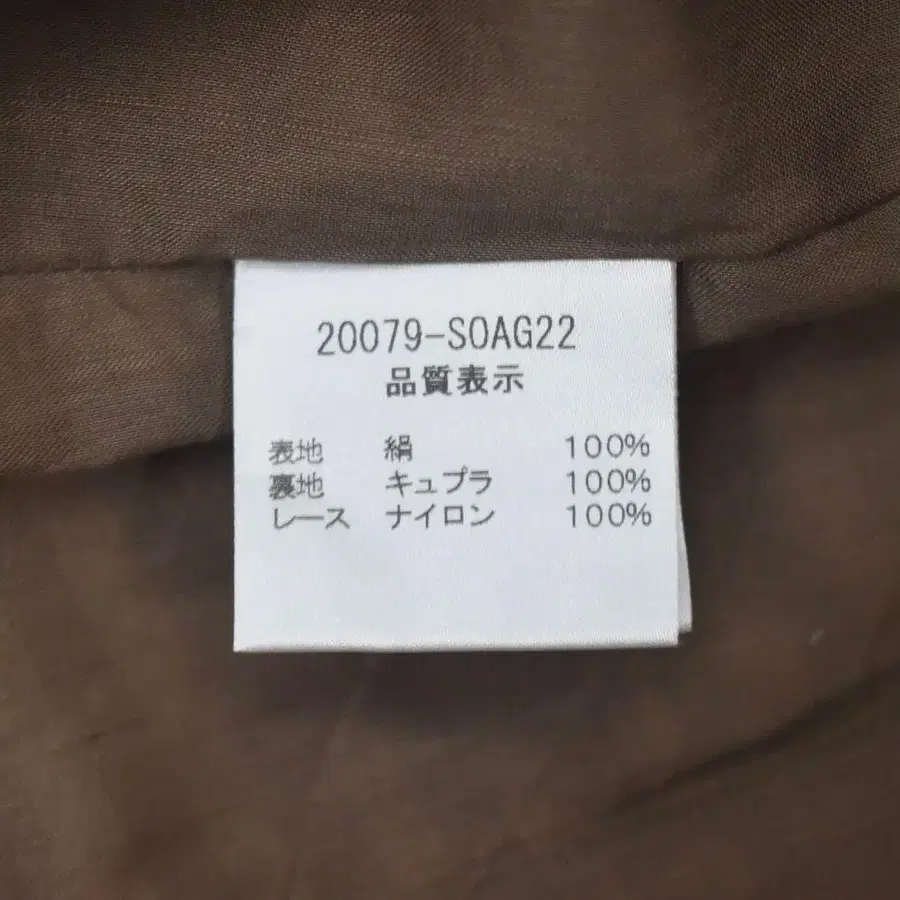 20079-SOAG22
品質表示
表地 絹 100%
裏地 キュプラ 100%
レース ナイロン 100%